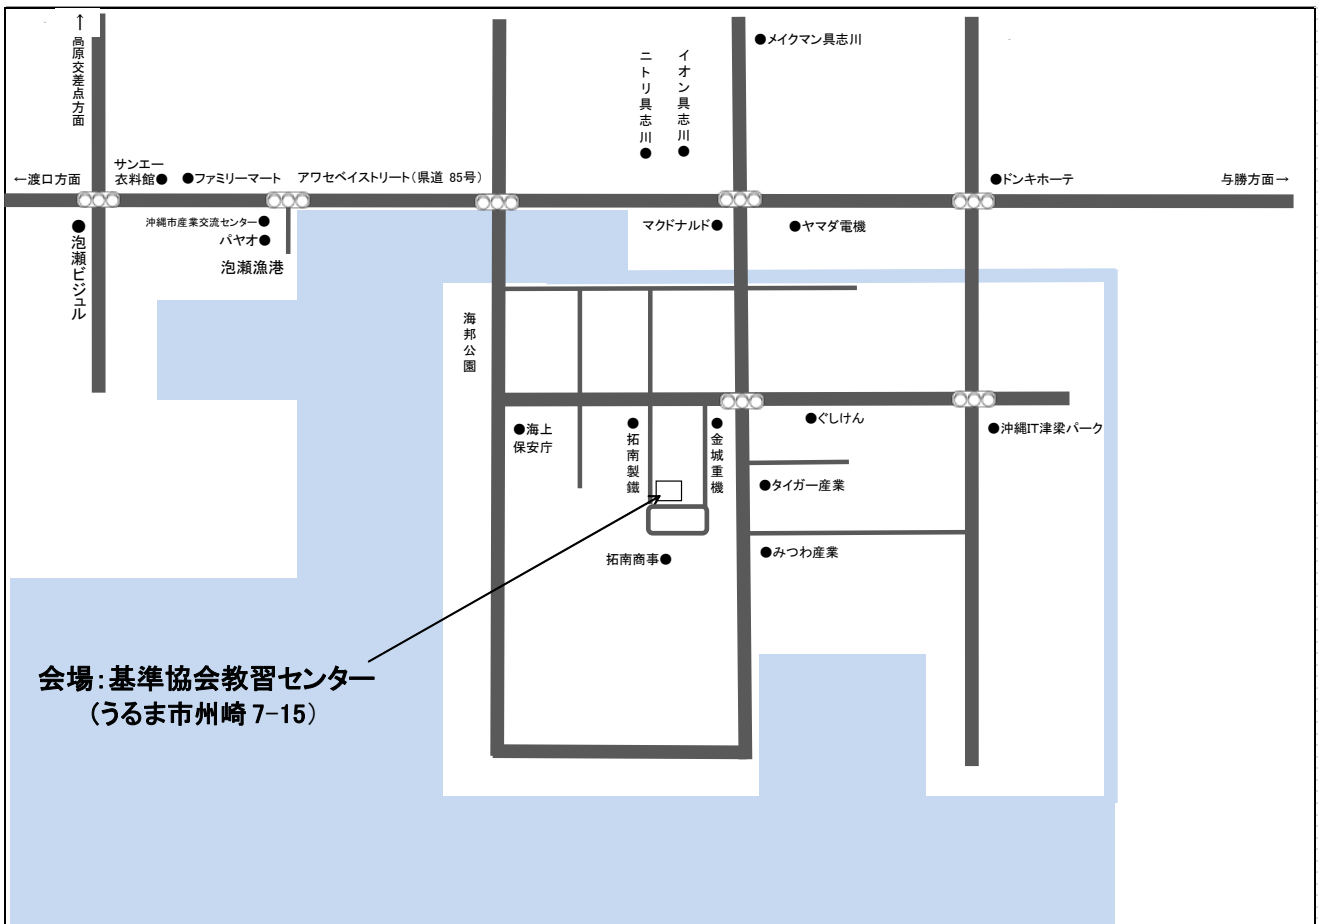 ↑高原交差点方面
●メイクマン具志川
ニトリ具志川●
イオン具志川●
←渡口方面
サンエー
衣料館●
●ファミリーマート
アワセベイストリート(県道 85号)
●ドンキホーテ
与勝方面→
●泡瀬ビジュル
沖縄市産業交流センター●
パヤオ●
泡瀬漁港
マクドナルド●
●ヤマダ電機
海邦公園
●海上
保安庁
●拓南製鐵
●金城重機
●ぐしけん
●沖縄IT津梁パーク
●タイガー産業
拓南商事●
●みつわ産業
会場:基準協会教習センター
(うるま市州崎 7-15)